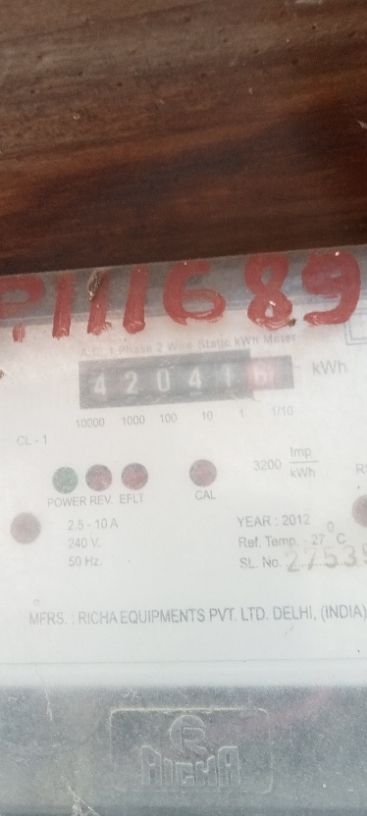 P111689
A.C. 1 Phase 2 Wire Static kWh Meter
42041 kWh
10000 1000 100 10 1 1/10
CL - 1
3200 Imp
kWh
POWER REV. EFLT CAL
2.5 - 10 A YEAR : 2012
240 V. Ref. Temp. - 27 °C
50 Hz. SL. No.
MFRS. : RICHA EQUIPMENTS PVT. LTD. DELHI, (INDIA)
RICHA